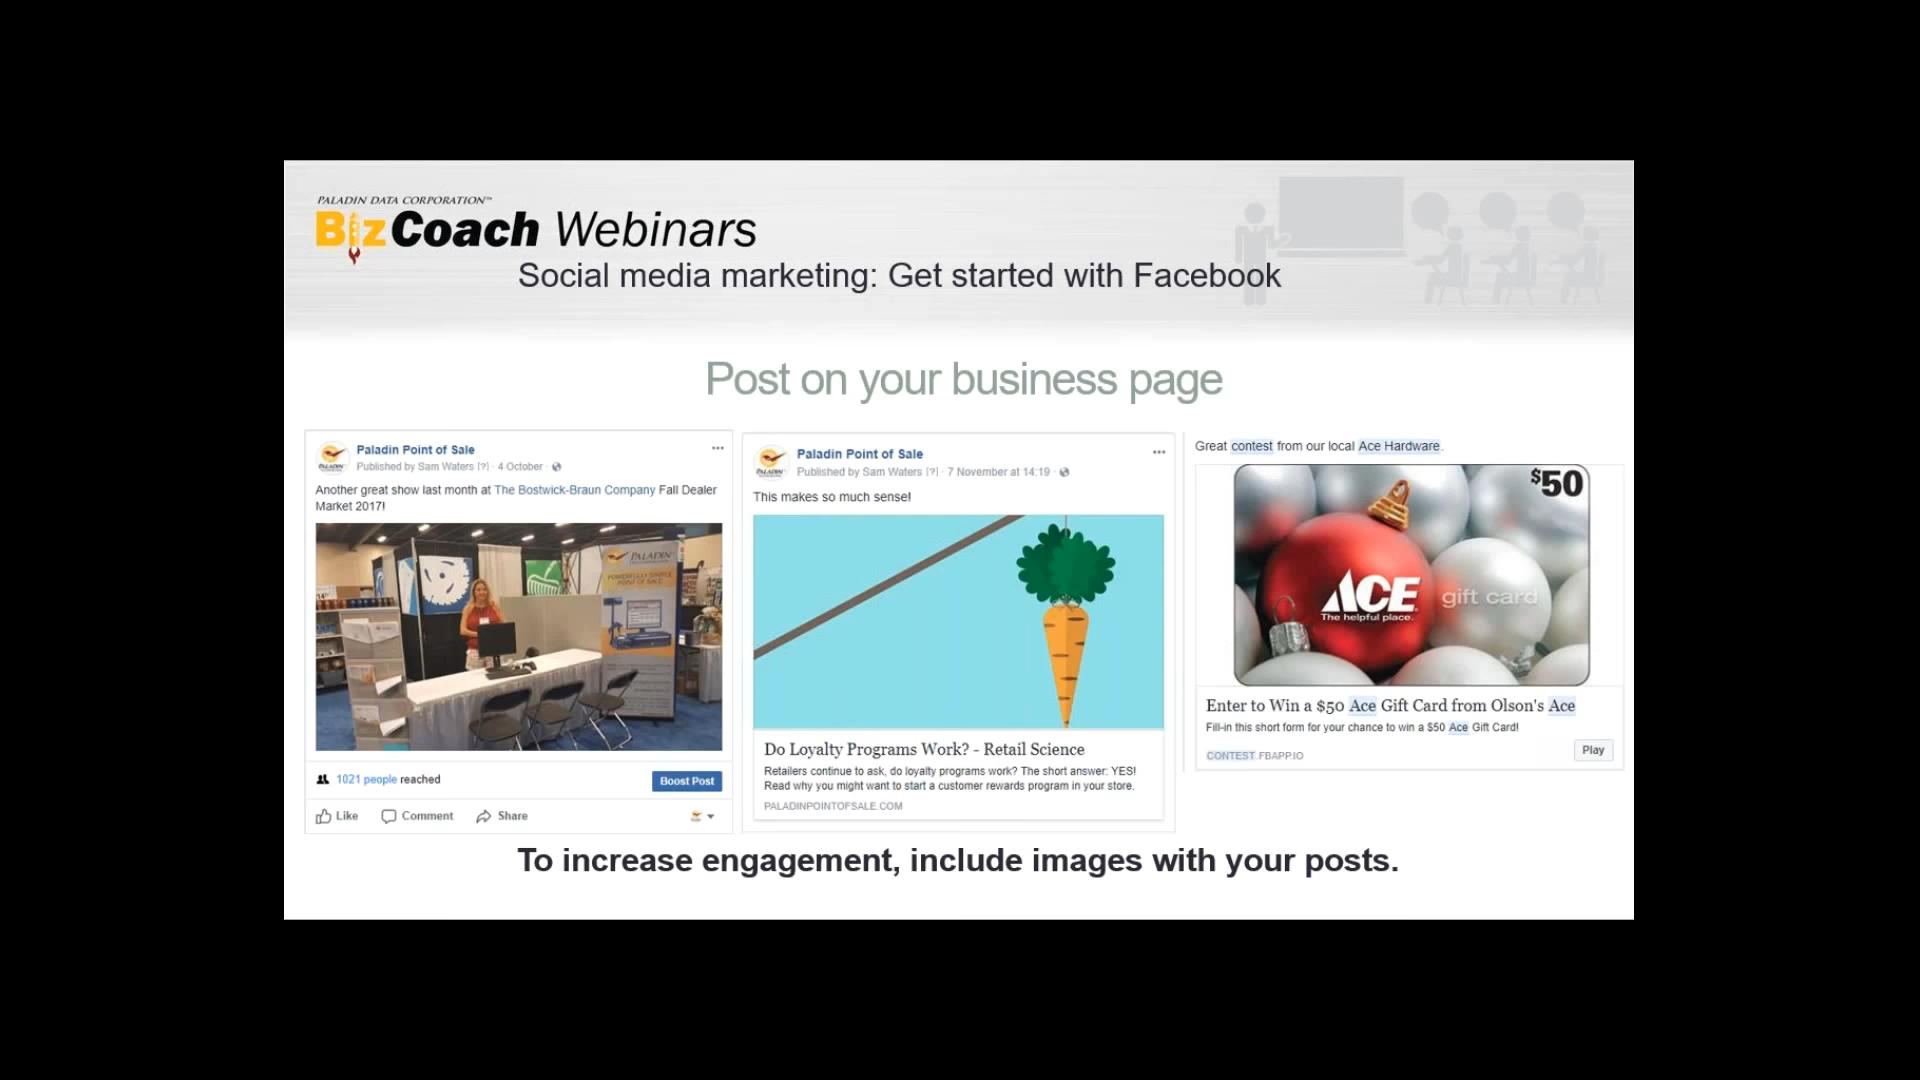 PALADIN DATA CORPORATION™
BizCoach Webinars
Social media marketing: Get started with Facebook
Post on your business page
Paladin Point of Sale
Published by Sam Waters [?] · 4 October ·
Another great show last month at The Bostwick-Braun Company Fall Dealer
Market 2017!
PALADIN
POWERFULLY SIMPLE
POINT OF SALE
1021 people reached
Boost Post
Like Comment Share
Paladin Point of Sale
Published by Sam Waters [?] · 7 November at 14:19 ·
This makes so much sense!
Do Loyalty Programs Work? - Retail Science
Retailers continue to ask, do loyalty programs work? The short answer: YES!
Read why you might want to start a customer rewards program in your store.
PALADINPOINTOFSALE.COM
Great contest from our local Ace Hardware.
$50
ACE gift card
The helpful place.
Enter to Win a $50 Ace Gift Card from Olson's Ace
Fill-in this short form for your chance to win a $50 Ace Gift Card!
CONTEST.FBAPP.IO
Play
To increase engagement, include images with your posts.